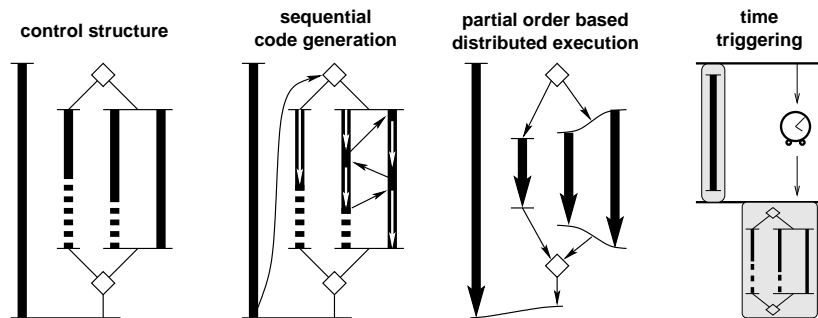 control structure
sequential
code generation
partial order based
distributed execution
time
triggering